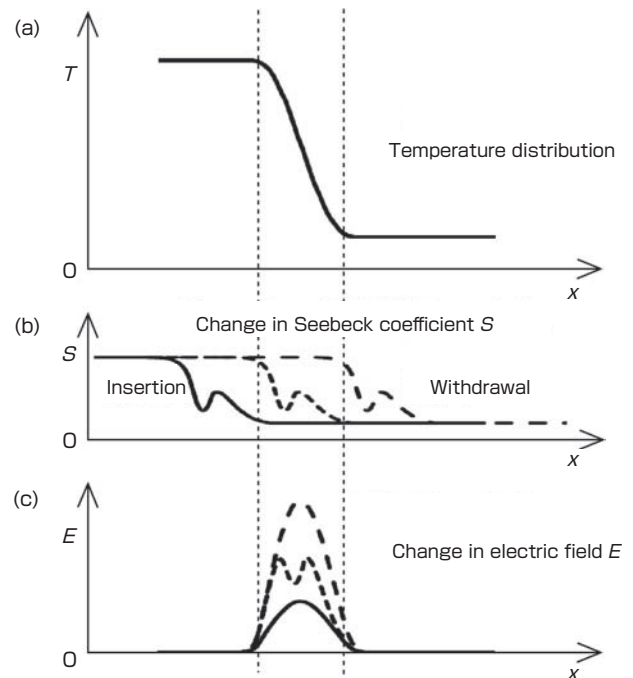 (a)
T
Temperature distribution
0
x
(b)
Change in Seebeck coefficient S
S
Insertion
Withdrawal
0
x
(c)
E
Change in electric field E
0
x